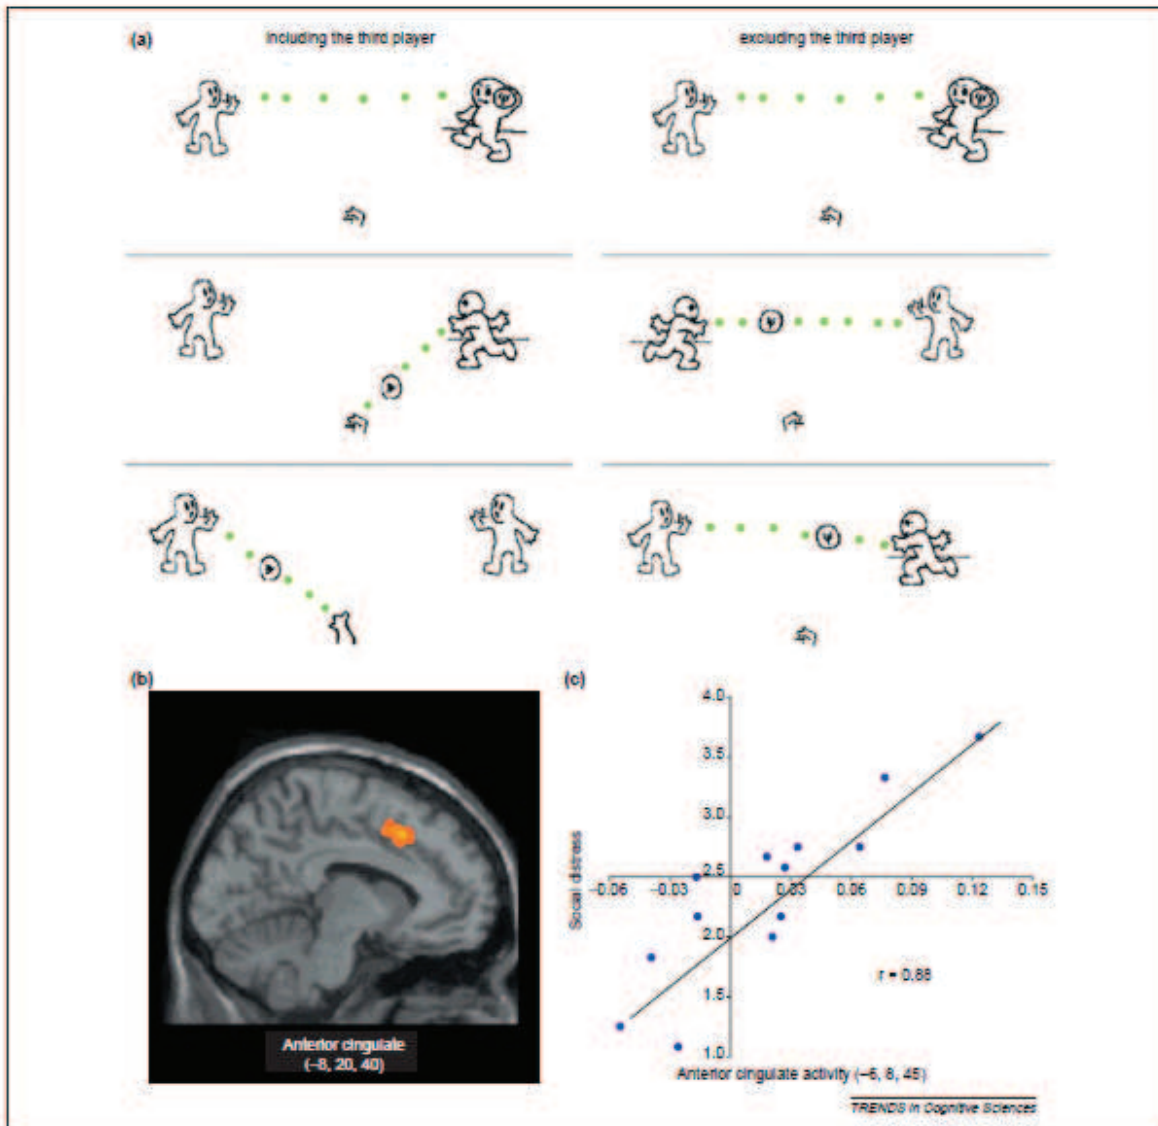 (a)
including the third player
excluding the third player
(b)
Anterior cingulate
(–8, 20, 40)
(c)
4.0
3.5
3.0
2.5
–0.06
–0.03
0
0.03
0.06
0.09
0.12
0.15
2.0
1.5
1.0
Social distress
r = 0.88
Anterior cingulate activity (–6, 8, 45)
TRENDS in Cognitive Sciences